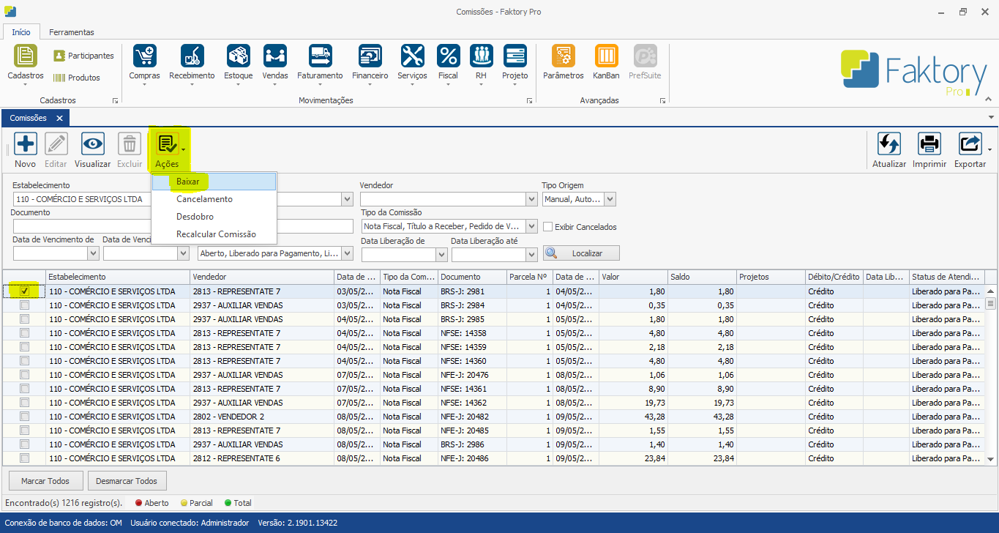 Comissões - Faktory Pro
Início Ferramentas
Cadastros Participantes Produtos Compras Recebimento Estoque Vendas Faturamento Financeiro Serviços Fiscal RH Projeto Parâmetros KanBan PrefSuite
Cadastros Movimentações Avançadas
Faktory
Pro
Comissões
Novo Editar Visualizar Excluir Ações Atualizar Imprimir Exportar
Baixar
Cancelamento
Desdobro
Recalcular Comissão
Estabelecimento Vendedor Tipo Origem
110 - COMÉRCIO E SERVIÇOS LTDA Manual, Auto...
Documento Tipo da Comissão
Nota Fiscal, Título a Receber, Pedido de V... Exibir Cancelados
Data de Vencimento de Data de Venci Data Liberação de Data Liberação até
Aberto, Liberado para Pagamento, Li... Localizar
Estabelecimento Vendedor Data de ... Tipo da Com... Documento Parcela Nº Data de ... Valor Saldo Projetos Débito/Crédito Data Lib... Status de Atendi...
110 - COMÉRCIO E SERVIÇOS LTDA 2813 - REPRESENTATE 7 03/05/2... Nota Fiscal BRS-J: 2981 1 04/05/2... 1,80 1,80 Crédito Liberado para Pa...
110 - COMÉRCIO E SERVIÇOS LTDA 2937 - AUXILIAR VENDAS 03/05/2... Nota Fiscal BRS-J: 2984 1 04/05/2... 0,35 0,35 Crédito Liberado para Pa...
110 - COMÉRCIO E SERVIÇOS LTDA 2937 - AUXILIAR VENDAS 04/05/2... Nota Fiscal BRS-J: 2985 1 05/05/2... 1,80 1,80 Crédito Liberado para Pa...
110 - COMÉRCIO E SERVIÇOS LTDA 2813 - REPRESENTATE 7 04/05/2... Nota Fiscal NFSE: 14358 1 05/05/2... 4,80 4,80 Crédito Liberado para Pa...
110 - COMÉRCIO E SERVIÇOS LTDA 2813 - REPRESENTATE 7 04/05/2... Nota Fiscal NFSE: 14359 1 05/05/2... 2,18 2,18 Crédito Liberado para Pa...
110 - COMÉRCIO E SERVIÇOS LTDA 2813 - REPRESENTATE 7 04/05/2... Nota Fiscal NFSE: 14360 1 05/05/2... 4,80 4,80 Crédito Liberado para Pa...
110 - COMÉRCIO E SERVIÇOS LTDA 2937 - AUXILIAR VENDAS 07/05/2... Nota Fiscal NFE-J: 20476 1 08/05/2... 1,06 1,06 Crédito Liberado para Pa...
110 - COMÉRCIO E SERVIÇOS LTDA 2813 - REPRESENTATE 7 07/05/2... Nota Fiscal NFSE: 14361 1 08/05/2... 8,90 8,90 Crédito Liberado para Pa...
110 - COMÉRCIO E SERVIÇOS LTDA 2937 - AUXILIAR VENDAS 07/05/2... Nota Fiscal NFSE: 14362 1 08/05/2... 19,73 19,73 Crédito Liberado para Pa...
110 - COMÉRCIO E SERVIÇOS LTDA 2802 - VENDEDOR 2 08/05/2... Nota Fiscal NFE-J: 20482 1 09/05/2... 43,28 43,28 Crédito Liberado para Pa...
110 - COMÉRCIO E SERVIÇOS LTDA 2813 - REPRESENTATE 7 08/05/2... Nota Fiscal NFE-J: 20485 1 09/05/2... 1,55 1,55 Crédito Liberado para Pa...
110 - COMÉRCIO E SERVIÇOS LTDA 2937 - AUXILIAR VENDAS 08/05/2... Nota Fiscal BRS-J: 2986 1 09/05/2... 1,40 1,40 Crédito Liberado para Pa...
110 - COMÉRCIO E SERVIÇOS LTDA 2812 - REPRESENTATE 6 08/05/2... Nota Fiscal NFE-J: 20486 1 09/05/2... 23,84 23,84 Crédito Liberado para Pa...
Marcar Todos Desmarcar Todos
Encontrado(s) 1216 registro(s). Aberto Parcial Total
Conexão de banco de dados: OM Usuário conectado: Administrador Versão: 2.1901.13422